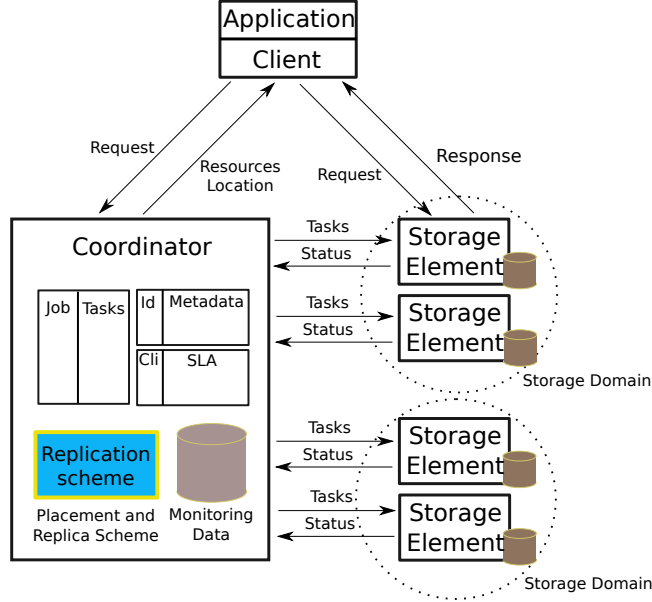 Application
Client
Request
Resources
Location
Request
Response
Coordinator
Job
Tasks
Id
Metadata
Cli
SLA
Replication
scheme
Placement and
Replica Scheme
Monitoring
Data
Tasks
Status
Storage
Element
Tasks
Status
Storage
Element
Storage Domain
Tasks
Status
Storage
Element
Tasks
Status
Storage
Element
Storage Domain